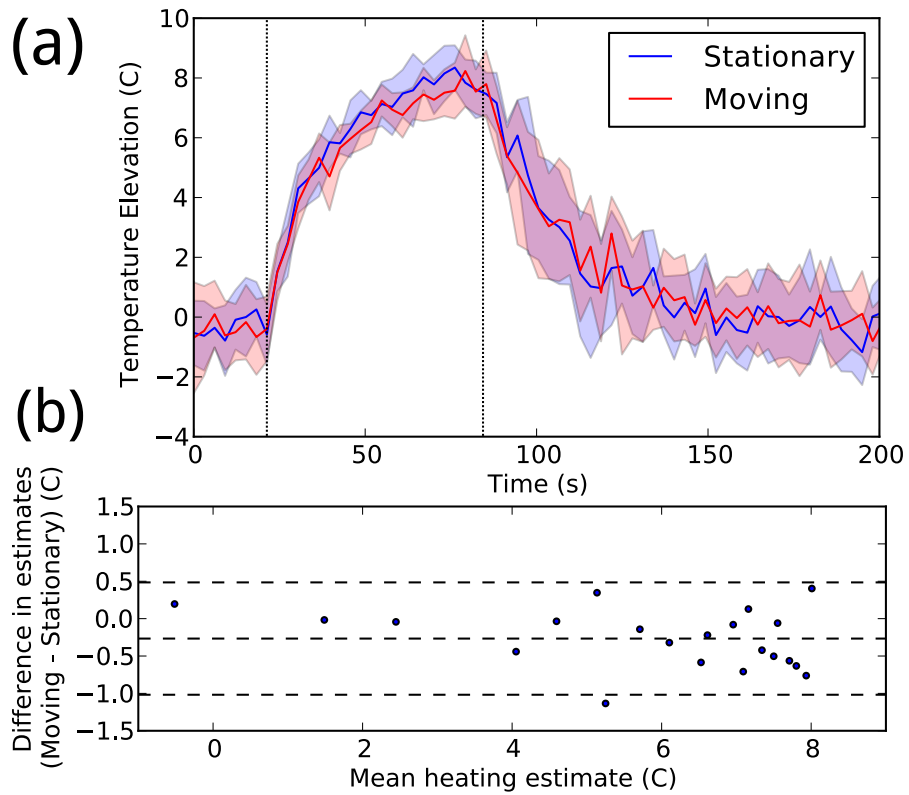 (a)
10
8
6
4
2
0
−2
−4
Temperature Elevation (C)
Stationary
Moving
0 50 100 150 200
Time (s)
(b)
1.5
1.0
0.5
0.0
−0.5
−1.0
−1.5
Difference in estimates
(Moving - Stationary) (C)
0 2 4 6 8
Mean heating estimate (C)